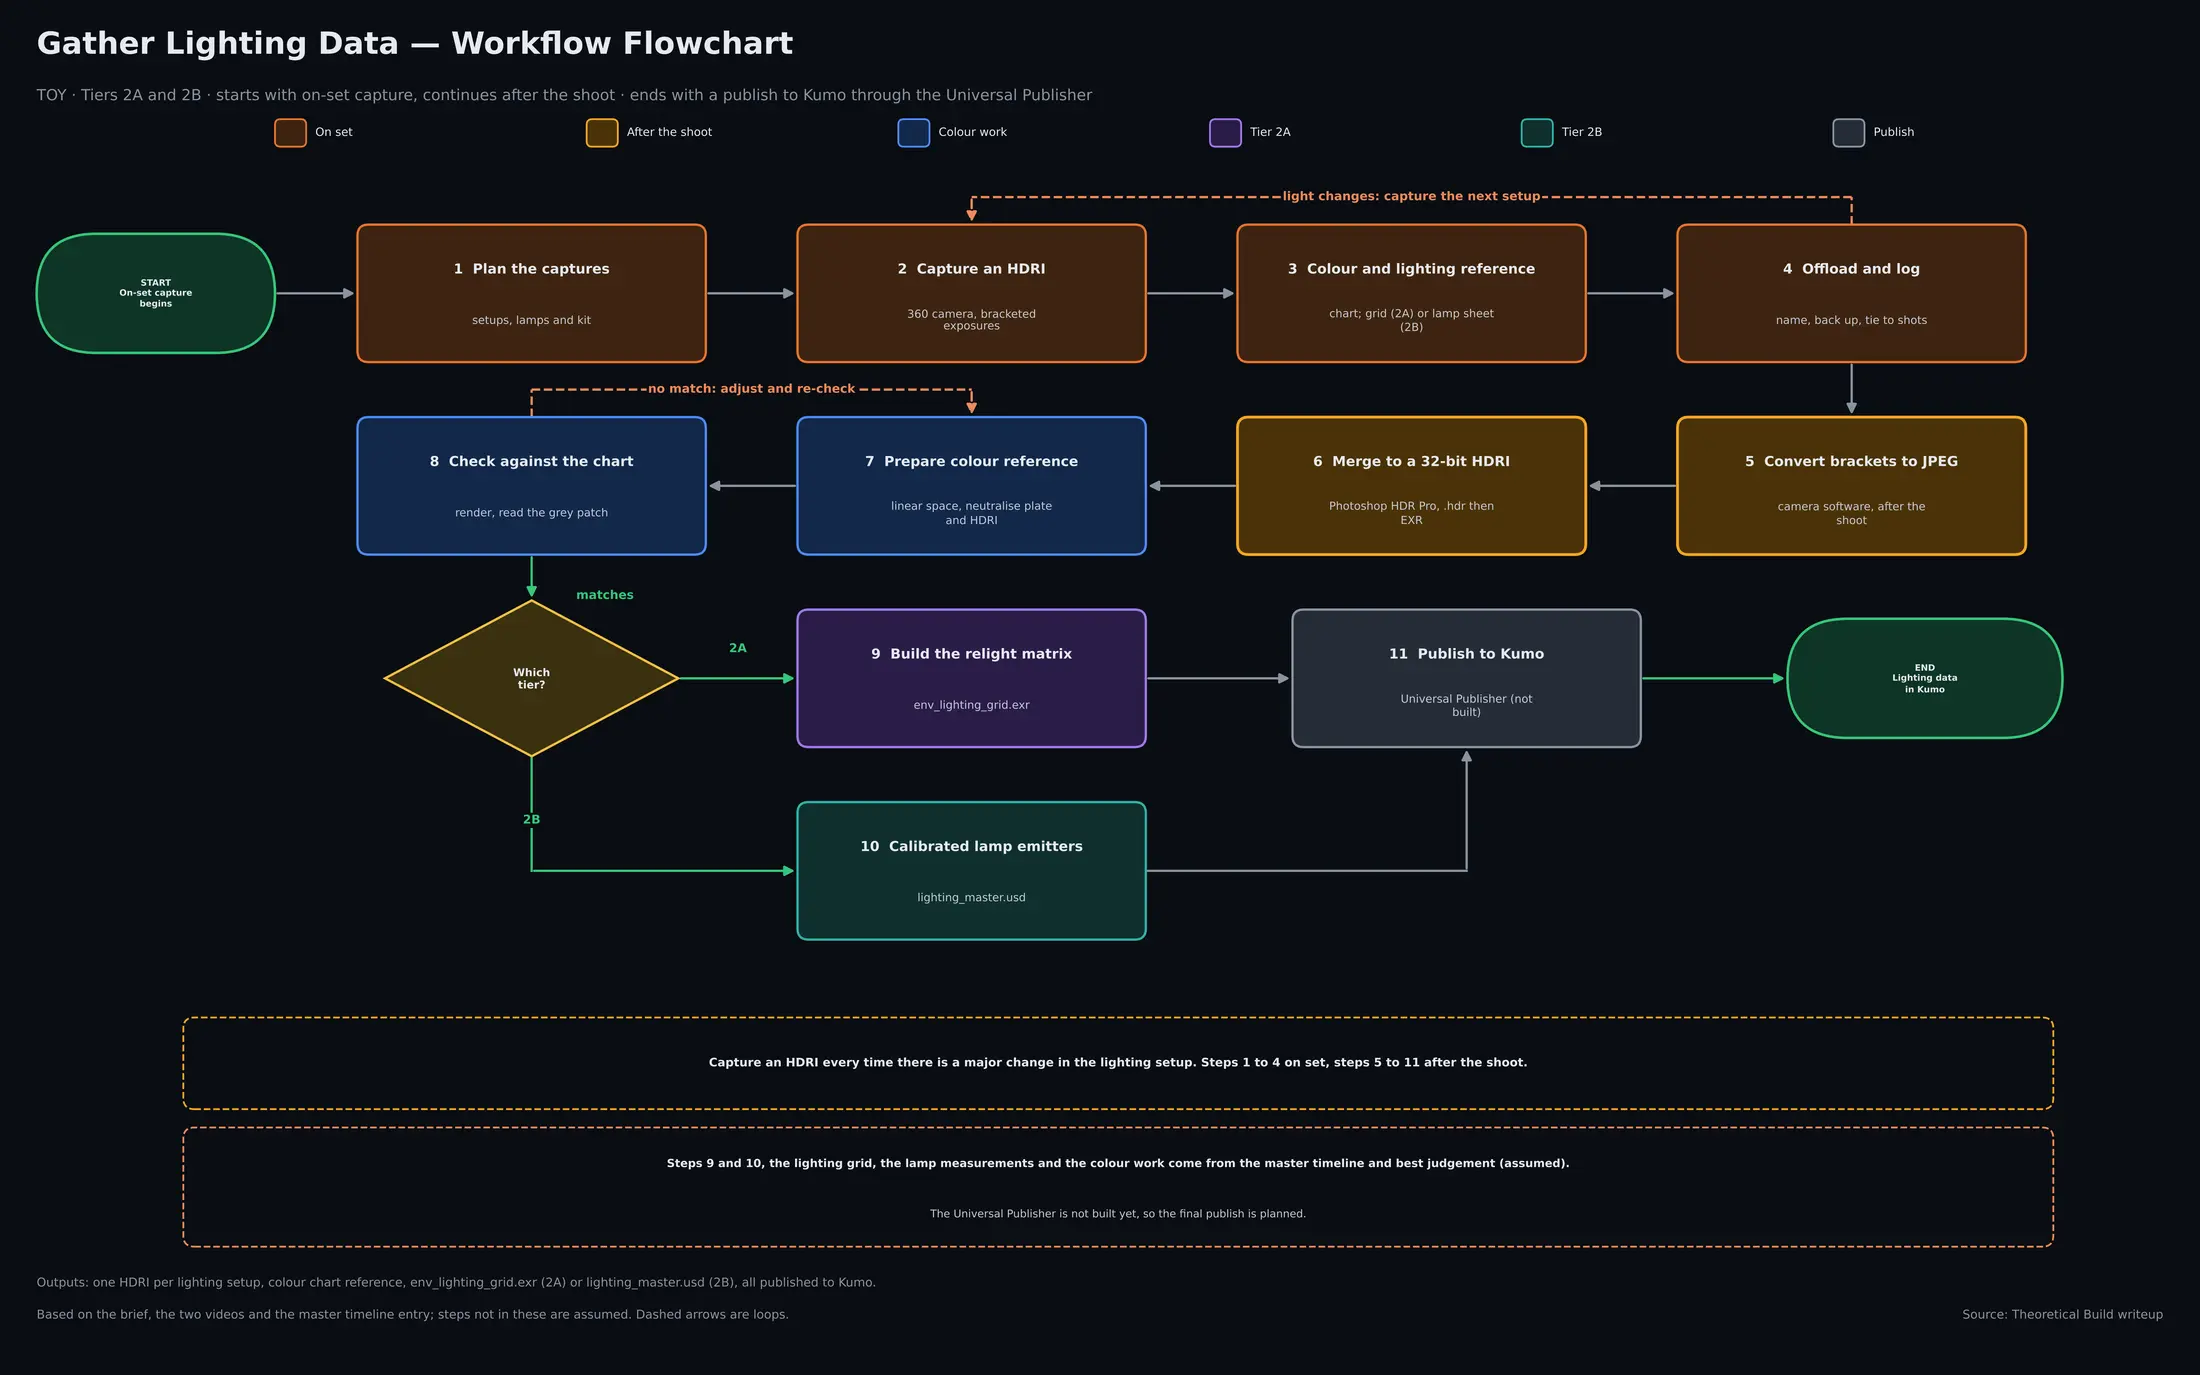 Gather Lighting Data — Workflow Flowchart
TOY · Tiers 2A and 2B · starts with on-set capture, continues after the shoot · ends with a publish to Kumo through the Universal Publisher
On set
After the shoot
Colour work
Tier 2A
Tier 2B
Publish
light changes: capture the next setup
START
On-set capture
begins
1 Plan the captures
setups, lamps and kit
2 Capture an HDRI
360 camera, bracketed
exposures
3 Colour and lighting reference
chart; grid (2A) or lamp sheet
(2B)
4 Offload and log
name, back up, tie to shots
no match: adjust and re-check
8 Check against the chart
render, read the grey patch
7 Prepare colour reference
linear space, neutralise plate
and HDRI
6 Merge to a 32-bit HDRI
Photoshop HDR Pro, .hdr then
EXR
5 Convert brackets to JPEG
camera software, after the
shoot
matches
Which
tier?
2A
9 Build the relight matrix
env_lighting_grid.exr
11 Publish to Kumo
Universal Publisher (not
built)
END
Lighting data
in Kumo
2B
10 Calibrated lamp emitters
lighting_master.usd
Capture an HDRI every time there is a major change in the lighting setup. Steps 1 to 4 on set, steps 5 to 11 after the shoot.
Steps 9 and 10, the lighting grid, the lamp measurements and the colour work come from the master timeline and best judgement (assumed).
The Universal Publisher is not built yet, so the final publish is planned.
Outputs: one HDRI per lighting setup, colour chart reference, env_lighting_grid.exr (2A) or lighting_master.usd (2B), all published to Kumo.
Based on the brief, the two videos and the master timeline entry; steps not in these are assumed. Dashed arrows are loops.
Source: Theoretical Build writeup